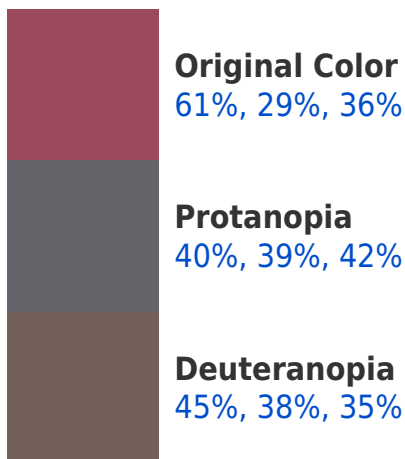 Original Color
61%, 29%, 36%
Protanopia
40%, 39%, 42%
Deuteranopia
45%, 38%, 35%